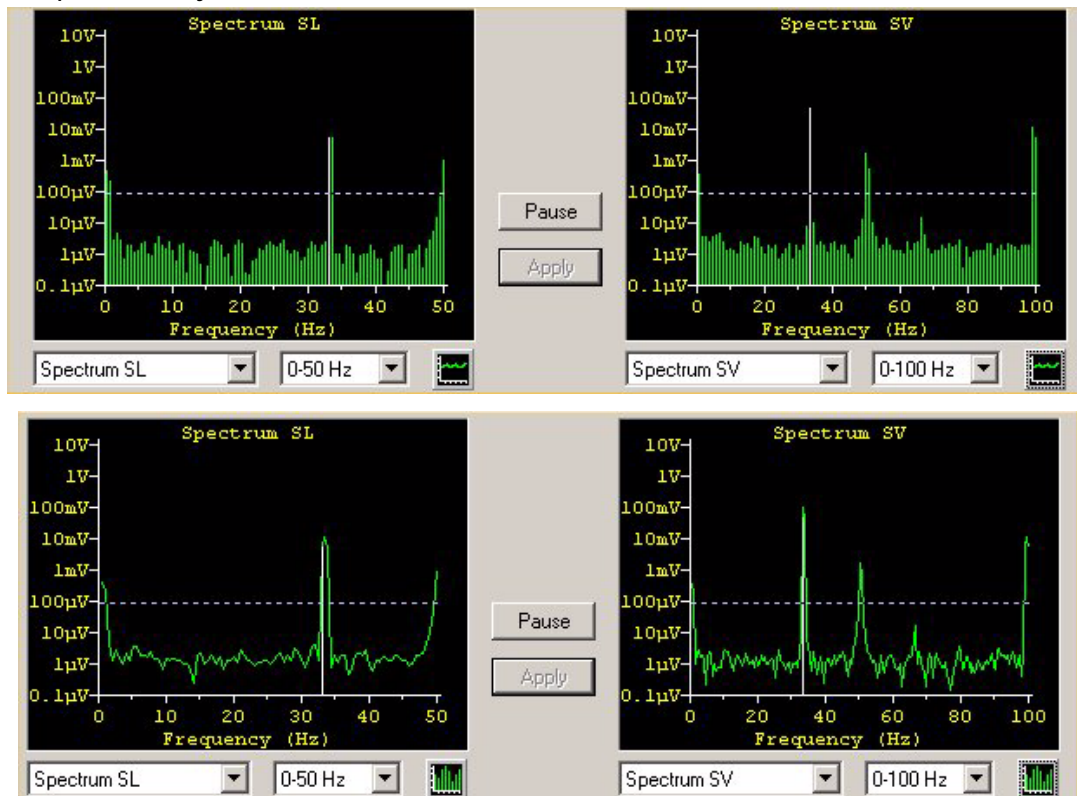 Spectrum SL
10V
1V
100mV
10mV
1mV
100µV
10µV
1µV
0.1µV
0 10 20 30 40 50
Frequency (Hz)
Spectrum SL 0-50 Hz
Pause
Apply
Spectrum SV
10V
1V
100mV
10mV
1mV
100µV
10µV
1µV
0.1µV
0 20 40 60 80 100
Frequency (Hz)
Spectrum SV 0-100 Hz
Spectrum SL
10V
1V
100mV
10mV
1mV
100µV
10µV
1µV
0.1µV
0 10 20 30 40 50
Frequency (Hz)
Spectrum SL 0-50 Hz
Pause
Apply
Spectrum SV
10V
1V
100mV
10mV
1mV
100µV
10µV
1µV
0.1µV
0 20 40 60 80 100
Frequency (Hz)
Spectrum SV 0-100 Hz